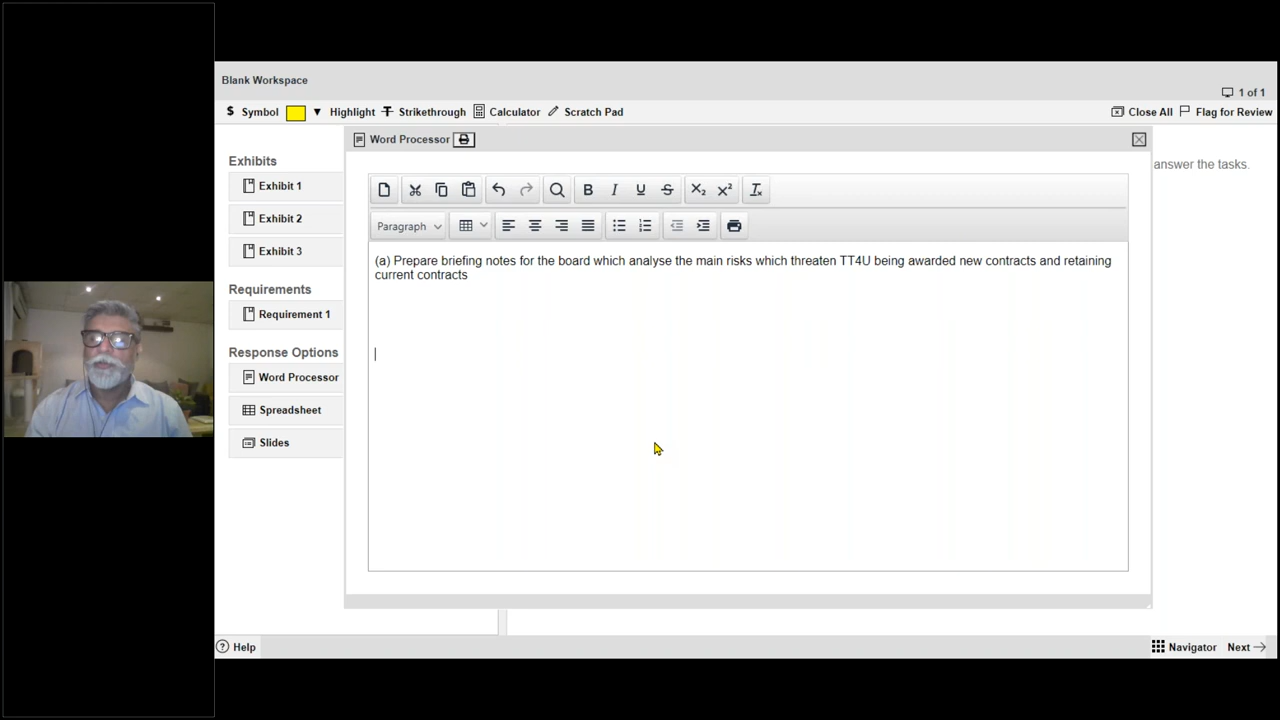 Blank Workspace
1 of 1
$ Symbol Highlight Strikethrough Calculator Scratch Pad Close All Flag for Review
Word Processor
answer the tasks.
Exhibits
Exhibit 1
Exhibit 2
Exhibit 3
Requirements
Requirement 1
Response Options
Word Processor
Spreadsheet
Slides
B I U S X₂ X² Tx
Paragraph
(a) Prepare briefing notes for the board which analyse the main risks which threaten TT4U being awarded new contracts and retaining
current contracts
? Help
Navigator Next